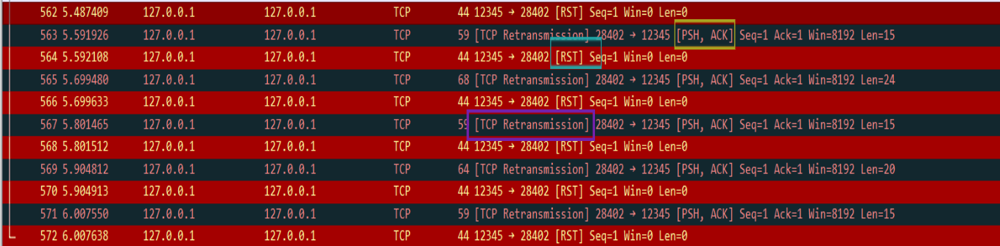 562 5.487409 127.0.0.1 127.0.0.1 TCP 44 12345 → 28402 [RST] Seq=1 Win=0 Len=0
563 5.591926 127.0.0.1 127.0.0.1 TCP 59 [TCP Retransmission] 28402 → 12345 [PSH, ACK] Seq=1 Ack=1 Win=8192 Len=15
564 5.592108 127.0.0.1 127.0.0.1 TCP 44 12345 → 28402 [RST] Seq=1 Win=0 Len=0
565 5.699480 127.0.0.1 127.0.0.1 TCP 68 [TCP Retransmission] 28402 → 12345 [PSH, ACK] Seq=1 Ack=1 Win=8192 Len=24
566 5.699633 127.0.0.1 127.0.0.1 TCP 44 12345 → 28402 [RST] Seq=1 Win=0 Len=0
567 5.801465 127.0.0.1 127.0.0.1 TCP 59 [TCP Retransmission] 28402 → 12345 [PSH, ACK] Seq=1 Ack=1 Win=8192 Len=15
568 5.801512 127.0.0.1 127.0.0.1 TCP 44 12345 → 28402 [RST] Seq=1 Win=0 Len=0
569 5.904812 127.0.0.1 127.0.0.1 TCP 64 [TCP Retransmission] 28402 → 12345 [PSH, ACK] Seq=1 Ack=1 Win=8192 Len=20
570 5.904913 127.0.0.1 127.0.0.1 TCP 44 12345 → 28402 [RST] Seq=1 Win=0 Len=0
571 6.007550 127.0.0.1 127.0.0.1 TCP 59 [TCP Retransmission] 28402 → 12345 [PSH, ACK] Seq=1 Ack=1 Win=8192 Len=15
572 6.007638 127.0.0.1 127.0.0.1 TCP 44 12345 → 28402 [RST] Seq=1 Win=0 Len=0